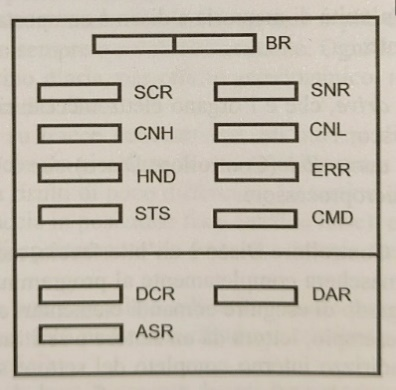 BR
SCR SNR
CNH CNL
HND ERR
STS CMD
DCR DAR
ASR